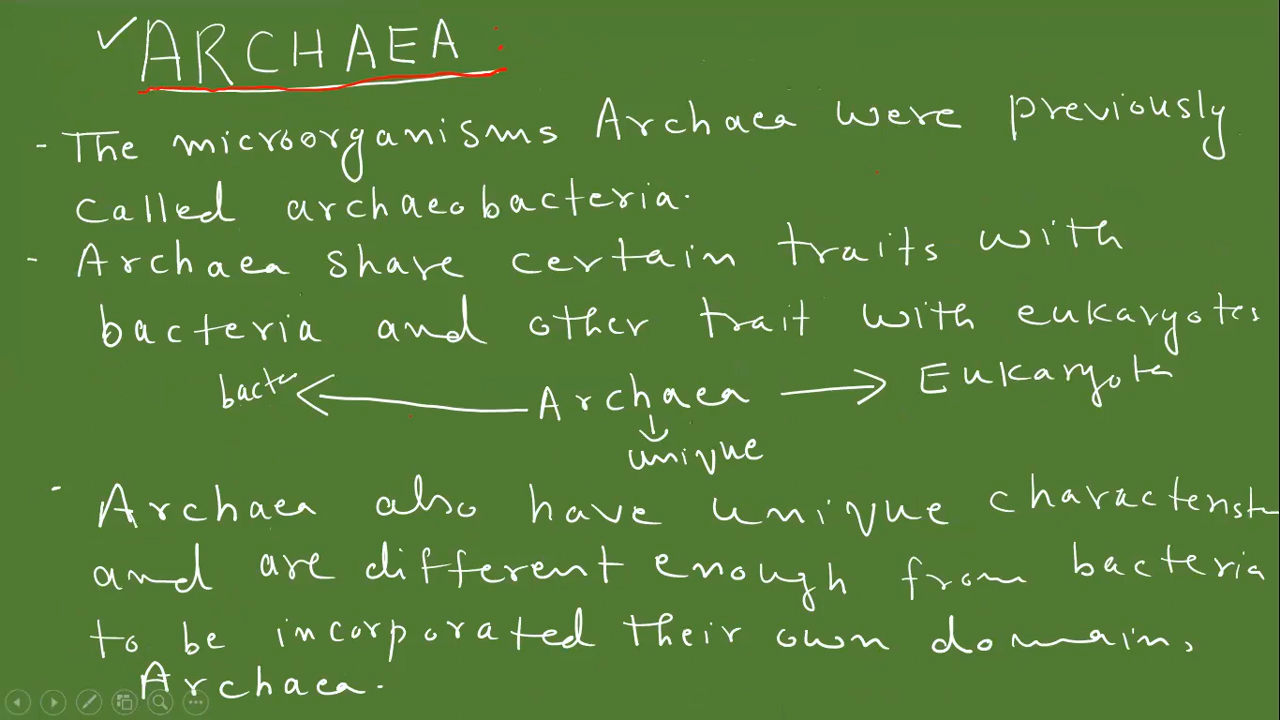 ARCHAEA :
- The microorganisms Archaea were previously
called archaeobacteria.
- Archaea share certain traits with
bacteria and other trait with eukaryotes
bacte ← Archaea → Eukaryote
unique
- Archaea also have unique characterist
and are different enough from bacteria
to be incorporated their own domain,
Archaea.